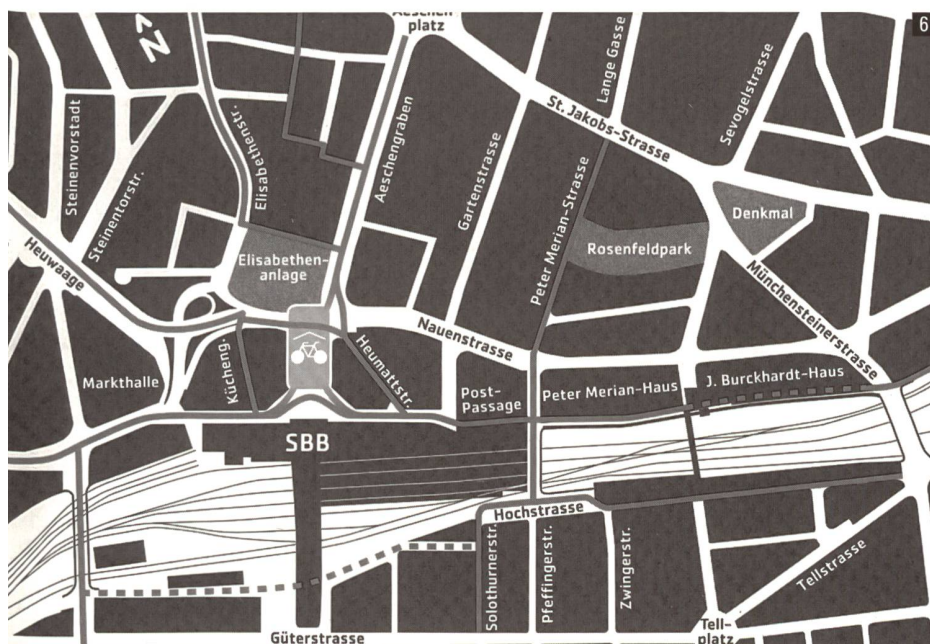 Aeschen-
platz
6
N
Steinenvorstadt
Steinentorstr.
Elisabethenstr.
Aeschengraben
Gartenstrasse
Lange Gasse
St. Jakobs-Strasse
Sevogelstrasse
Peter Merian-Strasse
Denkmal
Rosenfeldpark
Elisabethen-
anlage
Heuwaage
Münchensteinerstrasse
Nauenstrasse
Markthalle
Kücheng.
Heumattstr.
Post-
Passage
Peter Merian-Haus
J. Burckhardt-Haus
SBB
Hochstrasse
Solothurnerstr.
Pfeffingerstr.
Zwingerstr.
Tellstrasse
Tell-
platz
Güterstrasse